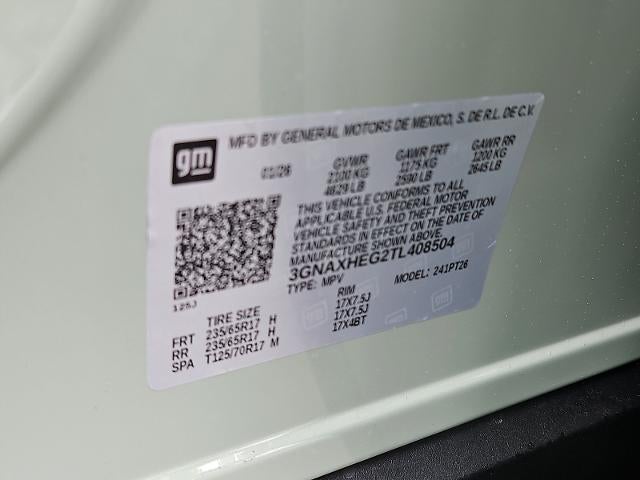 gm
MFD BY GENERAL MOTORS DE MEXICO, S. DE R.L. DE C.V.
01/26 GVWR GAWR FRT GAWR RR
2100 KG 1175 KG 1200 KG
4629 LB 2590 LB 2645 LB
THIS VEHICLE CONFORMS TO ALL
APPLICABLE U.S. FEDERAL MOTOR
VEHICLE SAFETY AND THEFT PREVENTION
STANDARDS IN EFFECT ON THE DATE OF
MANUFACTURE SHOWN ABOVE.
3GNAXHEG2TL408504
TYPE: MPV MODEL: 241PT26
125J
TIRE SIZE RIM
FRT 235/65R17 H 17X7.5J
RR 235/65R17 H 17X7.5J
SPA T125/70R17 M 17X4BT